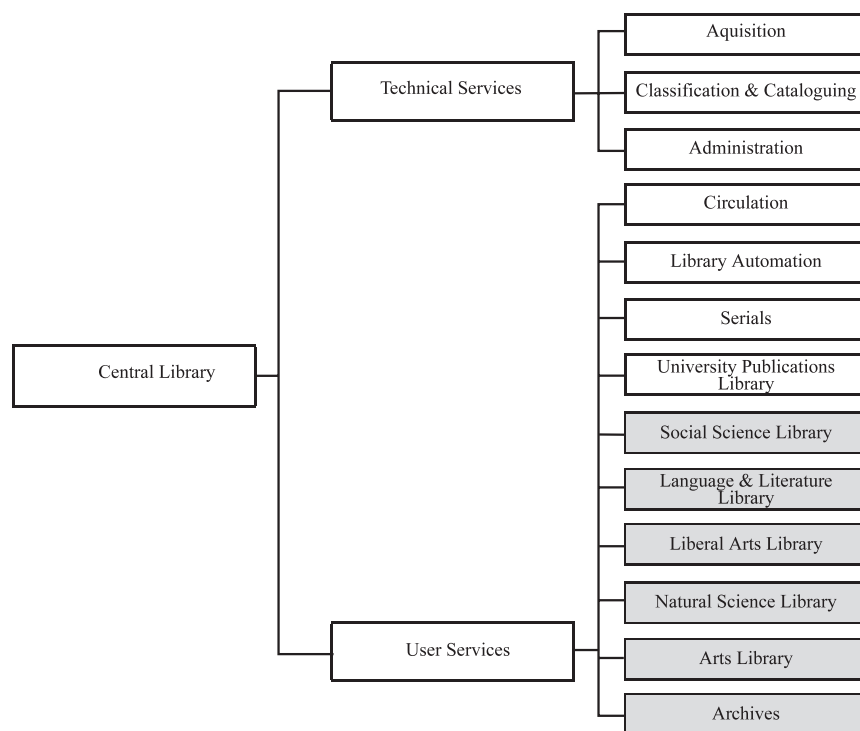 Central Library
Technical Services
Aquisition
Classification & Cataloguing
Administration
User Services
Circulation
Library Automation
Serials
University Publications
Library
Social Science Library
Language & Literature
Library
Liberal Arts Library
Natural Science Library
Arts Library
Archives